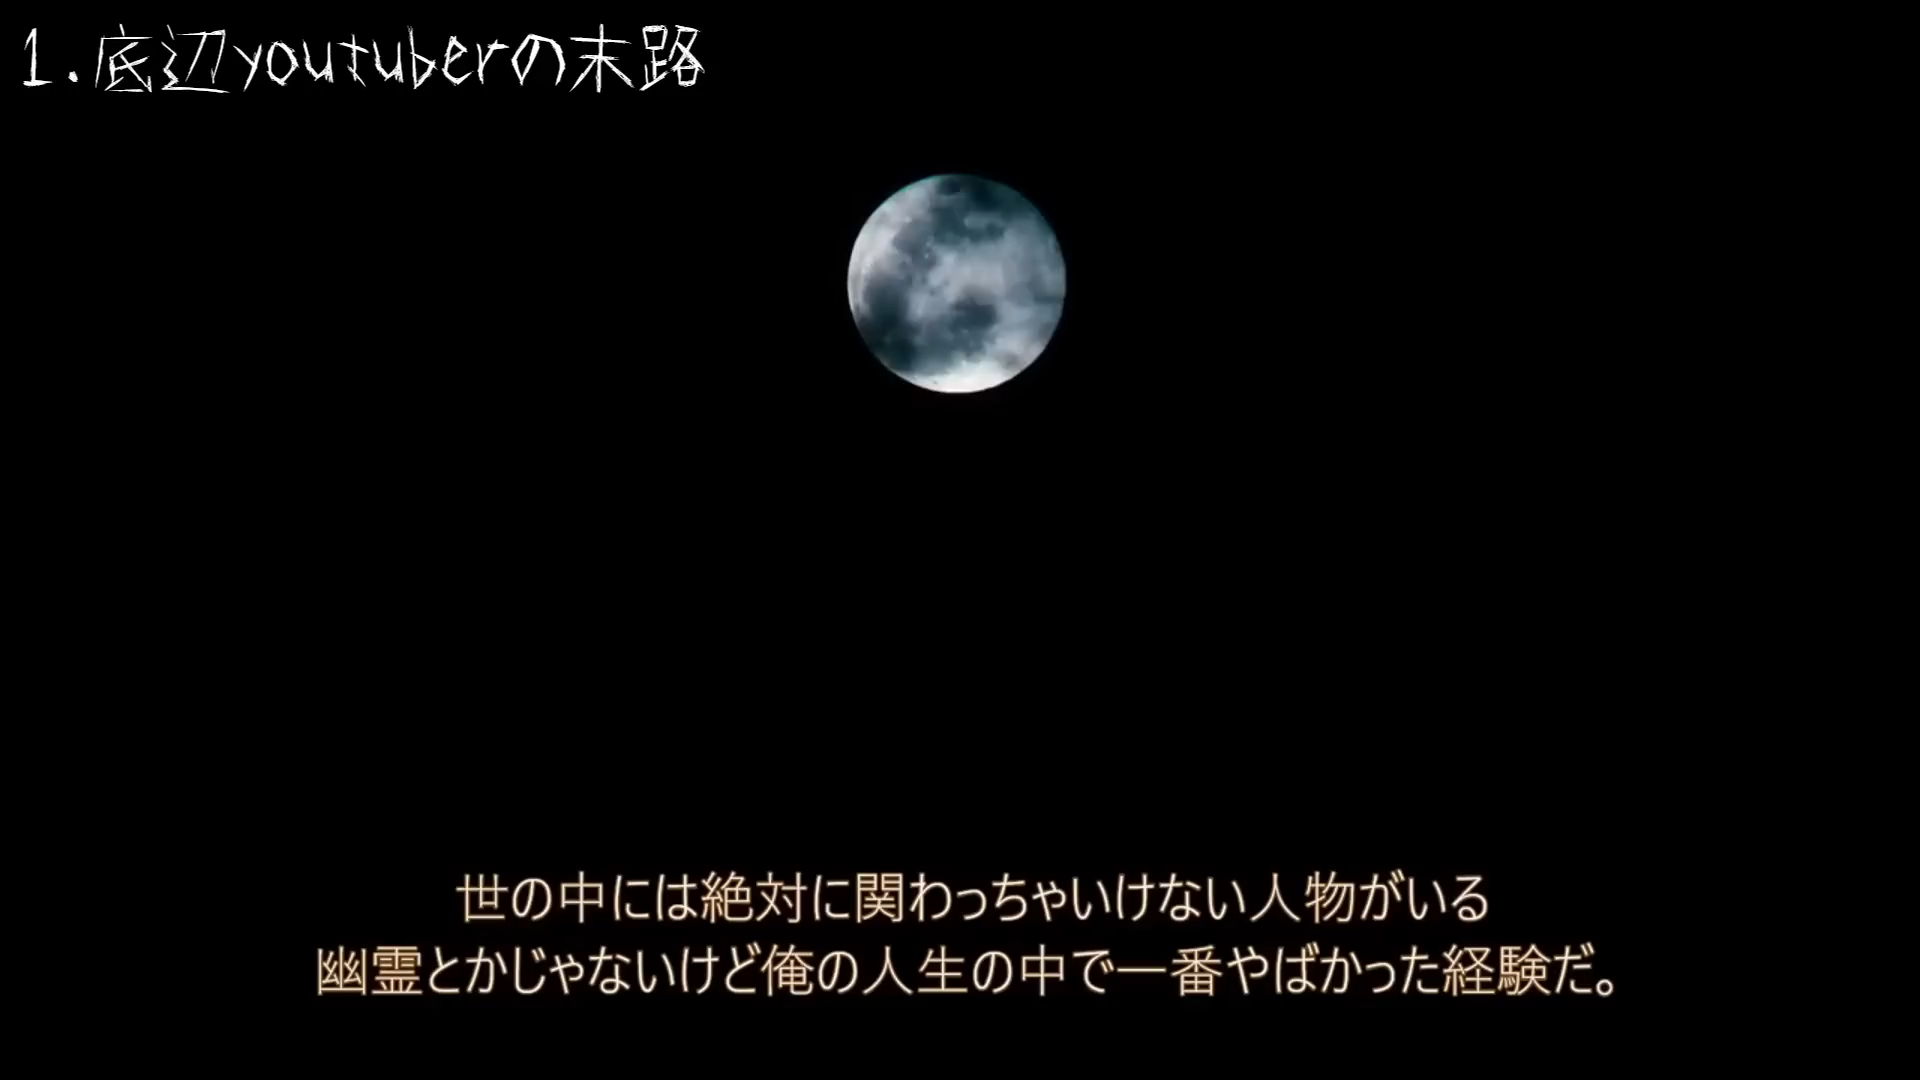 1.底辺youtuberの末路
世の中には絶対に関わっちゃいけない人物がいる
幽霊とかじゃないけど俺の人生の中で一番やばかった経験だ。